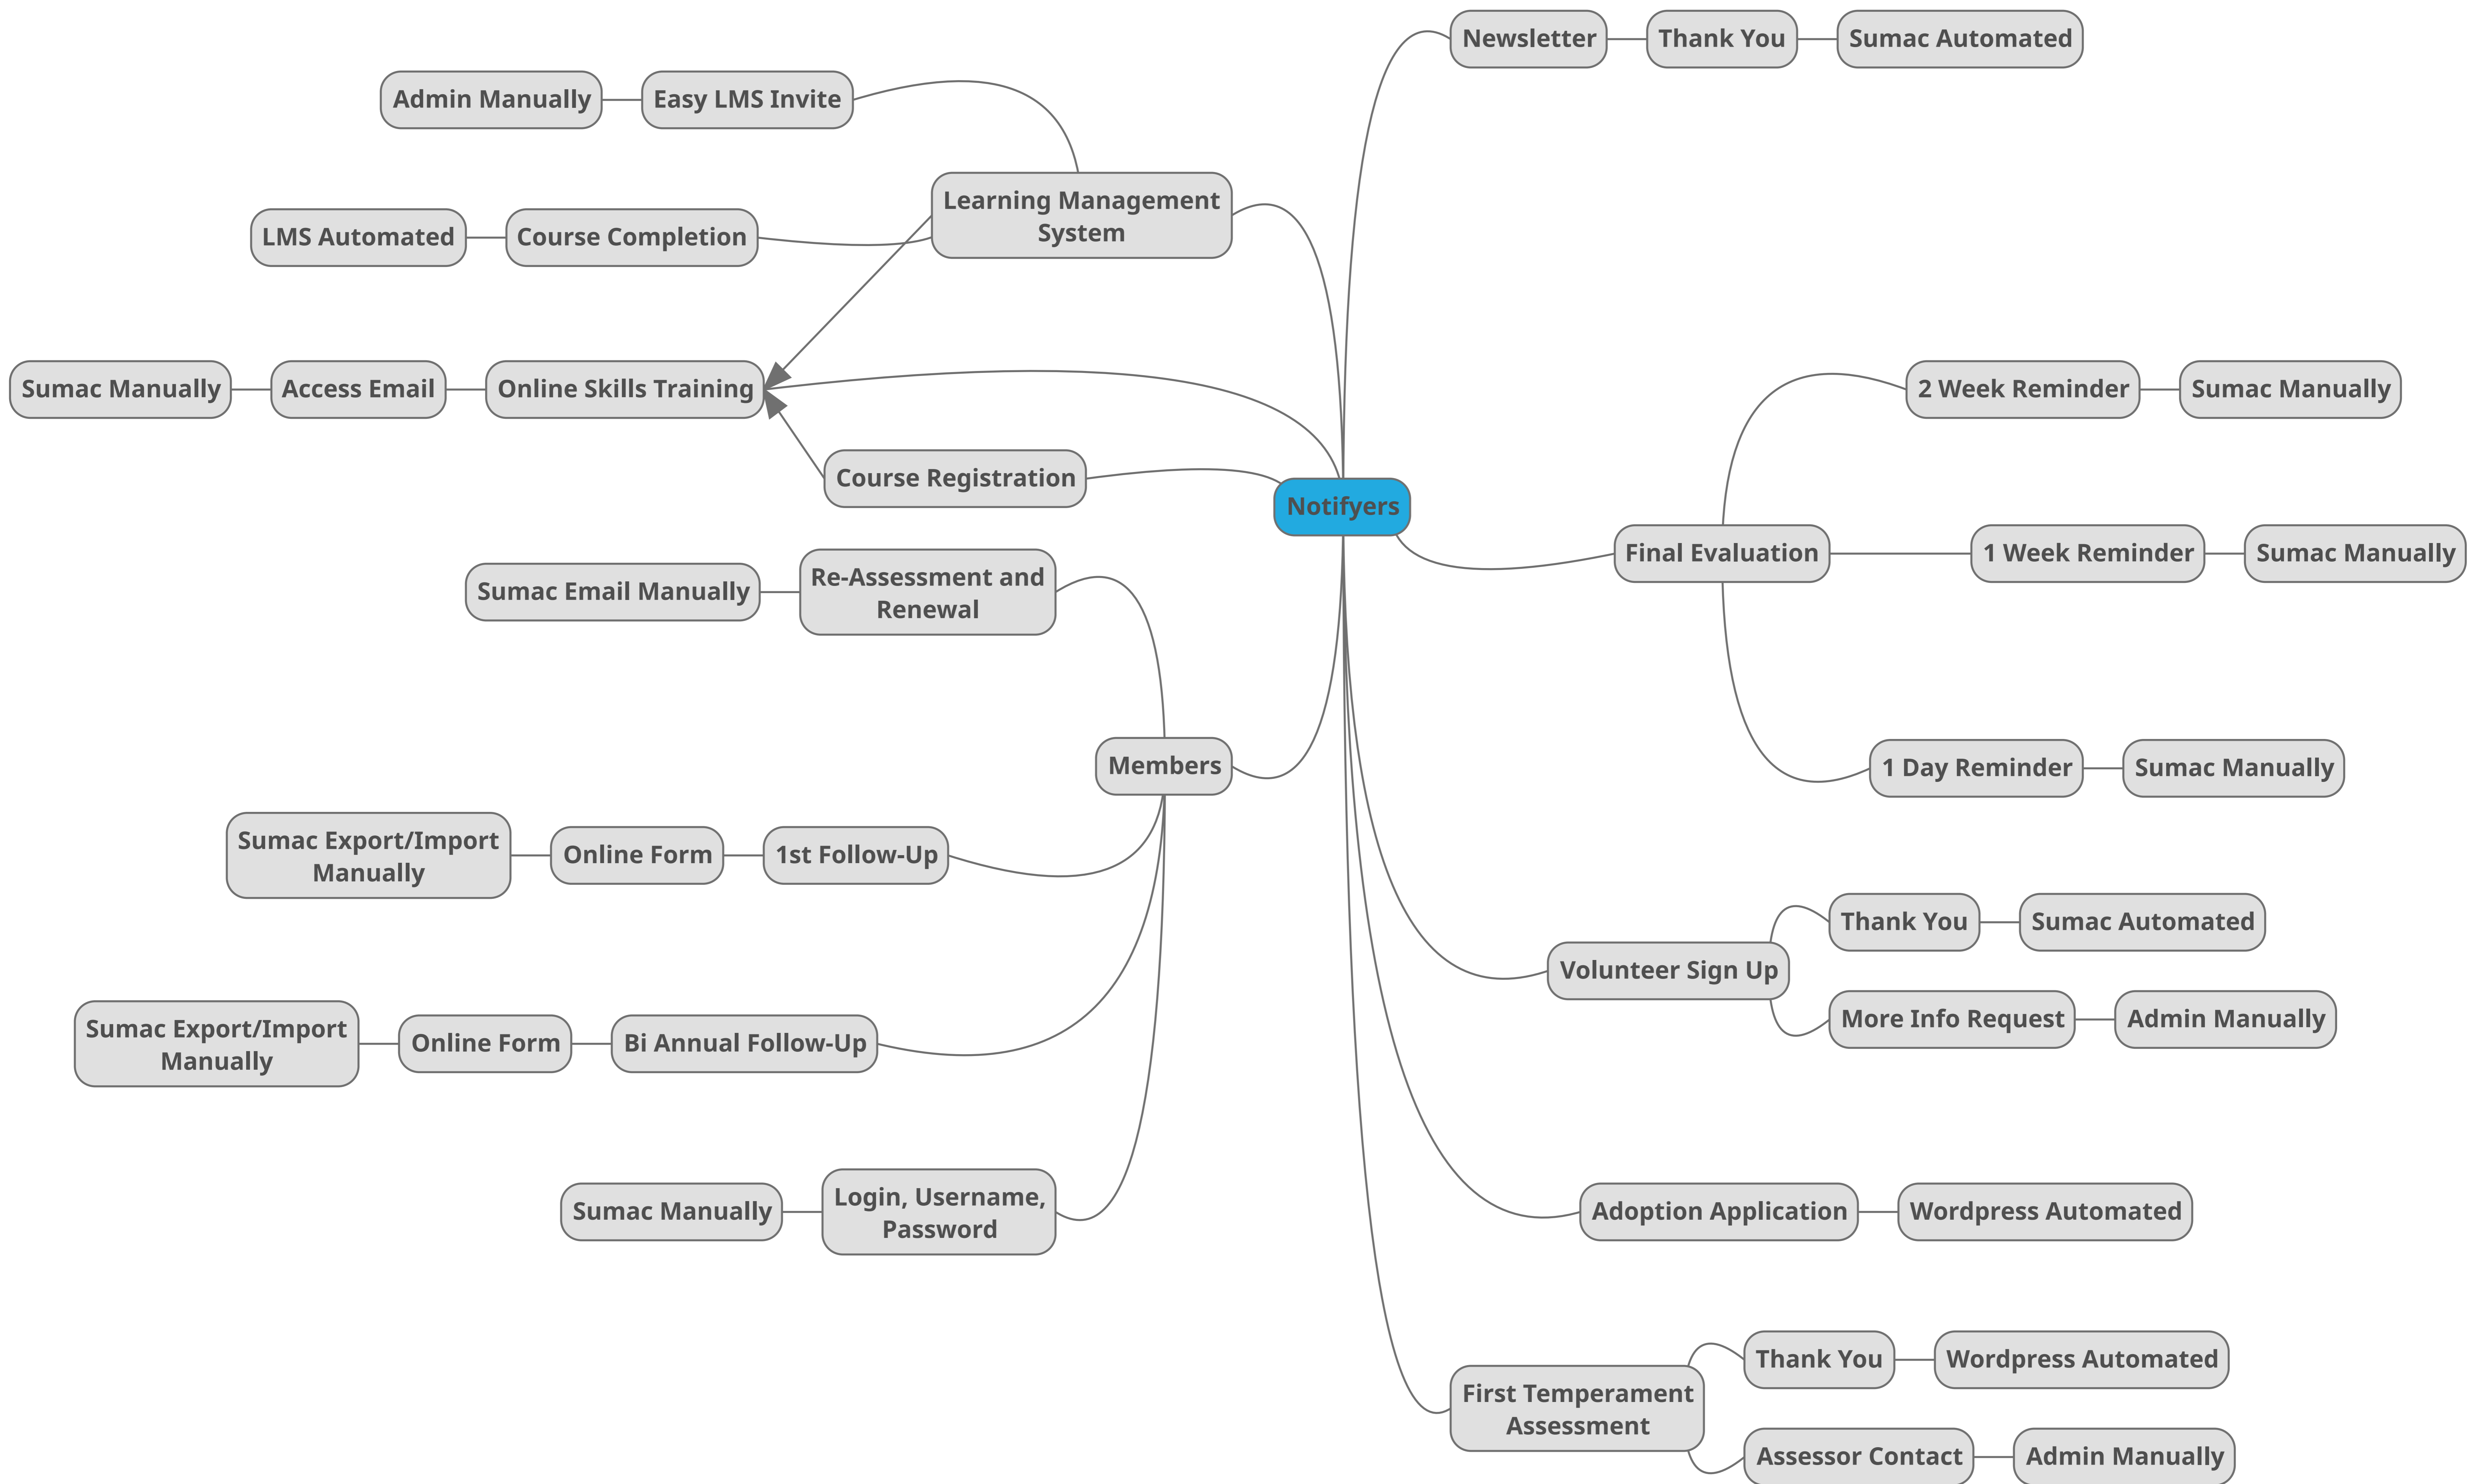 Newsletter
Thank You
Sumac Automated
Admin Manually
Easy LMS Invite
Learning Management
System
LMS Automated
Course Completion
Sumac Manually
Access Email
Online Skills Training
Course Registration
Notifyers
2 Week Reminder
Sumac Manually
Final Evaluation
1 Week Reminder
Sumac Manually
1 Day Reminder
Sumac Manually
Sumac Email Manually
Re-Assessment and
Renewal
Members
Sumac Export/Import
Manually
Online Form
1st Follow-Up
Sumac Export/Import
Manually
Online Form
Bi Annual Follow-Up
Sumac Manually
Login, Username,
Password
Volunteer Sign Up
Thank You
Sumac Automated
More Info Request
Admin Manually
Adoption Application
Wordpress Automated
First Temperament
Assessment
Thank You
Wordpress Automated
Assessor Contact
Admin Manually